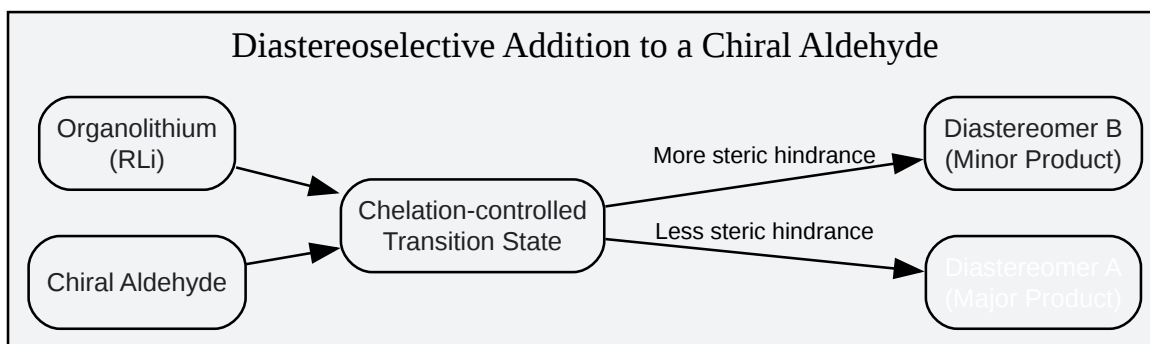 Diastereoselective Addition to a Chiral Aldehyde
Organolithium
(RLi)
Chiral Aldehyde
Chelation-controlled
Transition State
More steric hindrance
Less steric hindrance
Diastereomer B
(Minor Product)
Diastereomer A
(Major Product)